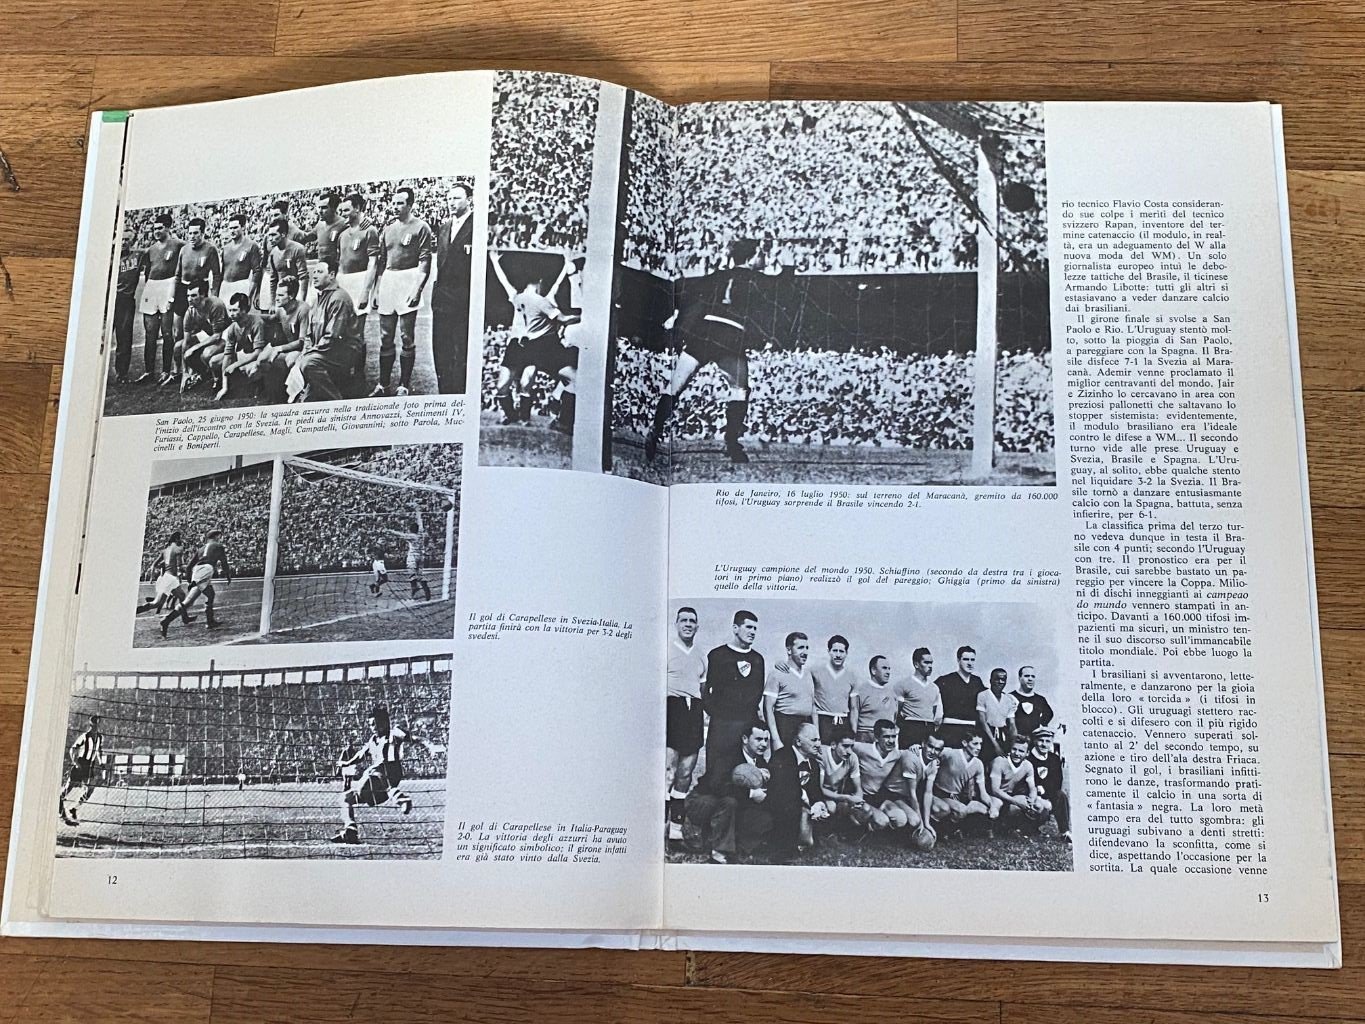 San Paolo, 25 giugno 1950: la squadra azzurra nella tradizionale foto prima del-
l'inizio dell'incontro con la Svezia. In piedi da sinistra Annovazzi, Sentimenti IV,
Furiassi, Cappello, Carapellese, Magli, Campatelli, Giovannini; sotto Parola, Muc-
cinelli e Boniperti.
Il gol di Carapellese in Svezia-Italia. La
partita finirà con la vittoria per 3-2 degli
svedesi.
Il gol di Carapellese in Italia-Paraguay
2-0. La vittoria degli azzurri ha avuto
un significato simbolico; il girone infatti
era già stato vinto dalla Svezia.
12
Rio de Janeiro, 16 luglio 1950: sul terreno del Maracanà, gremito da 160.000
tifosi, l'Uruguay sorprende il Brasile vincendo 2-1.
L'Uruguay campione del mondo 1950. Schiaffino (secondo da destra tra i gioca-
tori in primo piano) realizzò il gol del pareggio; Ghiggia (primo da sinistra)
quello della vittoria.
rio tecnico Flavio Costa consideran-
do sue colpe i meriti del tecnico
svizzero Rapan, inventore del ter-
mine catenaccio (il modulo, in real-
tà, era un adeguamento del W alla
nuova moda del WM). Un solo
giornalista europeo intuì le debo-
lezze tattiche del Brasile, il ticinese
Armando Libotte: tutti gli altri si
estasiavano a veder danzare calcio
dai brasiliani.
Il girone finale si svolse a San
Paolo e Rio. L'Uruguay stentò mol-
to, sotto la pioggia di San Paolo,
a pareggiare con la Spagna. Il Bra-
sile disfece 7-1 la Svezia al Mara-
canà. Ademir venne proclamato il
miglior centravanti del mondo. Jair
e Zizinho lo cercavano in area con
preziosi pallonetti che saltavano lo
stopper sistemista: evidentemente,
il modulo brasiliano era l'ideale
contro le difese a WM... Il secondo
turno vide alle prese Uruguay e
Svezia, Brasile e Spagna. L'Uru-
guay, al solito, ebbe qualche stento
nel liquidare 3-2 la Svezia. Il Bra-
sile tornò a danzare entusiasmante
calcio con la Spagna, battuta, senza
infierire, per 6-1.
La classifica prima del terzo tur-
no vedeva dunque in testa il Bra-
sile con 4 punti; secondo l'Uruguay
con tre. Il pronostico era per il
Brasile, cui sarebbe bastato un pa-
reggio per vincere la Coppa. Milio-
ni di dischi inneggianti ai campeao
do mundo vennero stampati in an-
ticipo. Davanti a 160.000 tifosi im-
pazienti ma sicuri, un ministro ten-
ne il suo discorso sull'immancabile
titolo mondiale. Poi ebbe luogo la
partita.
I brasiliani si avventarono, lette-
ralmente, e danzarono per la gioia
della loro « torcida » (i tifosi in
blocco). Gli uruguagi stettero rac-
colti e si difesero con il più rigido
catenaccio. Vennero superati sol-
tanto al 2' del secondo tempo, su
azione e tiro dell'ala destra Friaca.
Segnato il gol, i brasiliani infitti-
rono le danze, trasformando prati-
camente il calcio in una sorta di
« fantasia » negra. La loro metà
campo era del tutto sgombra: gli
uruguagi subivano a denti stretti:
difendevano la sconfitta, come si
dice, aspettando l'occasione per la
sortita. La quale occasione venne
13